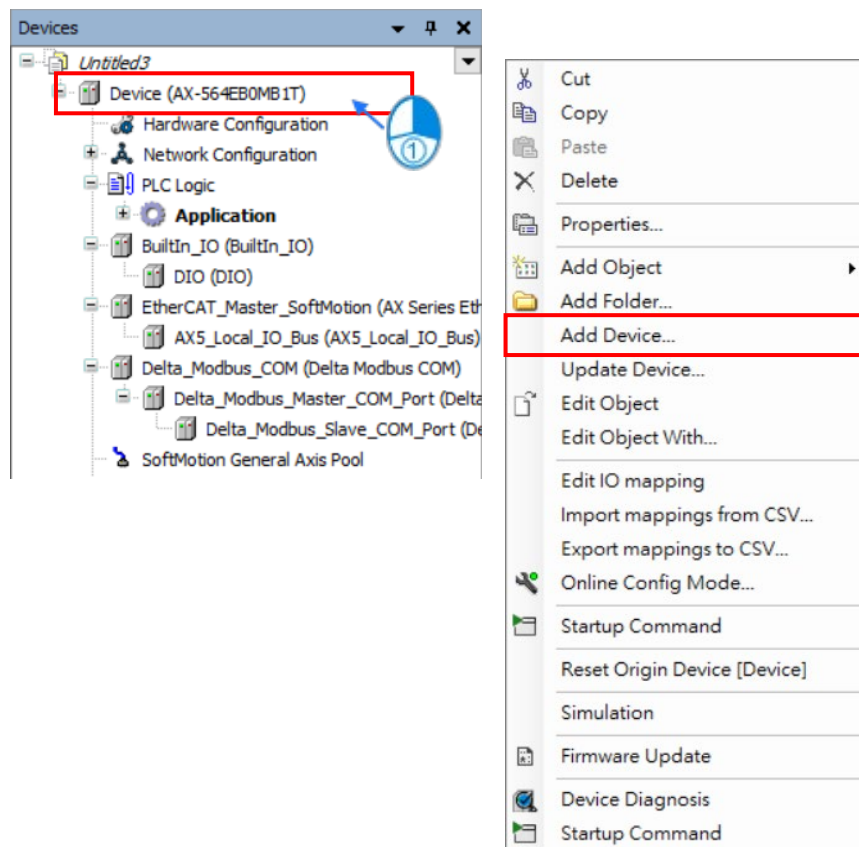 Devices
Untitled3
Device (AX-564EB0MB1T)
Hardware Configuration
1
Network Configuration
PLC Logic
Application
BuiltIn_IO (BuiltIn_IO)
DIO (DIO)
EtherCAT_Master_SoftMotion (AX Series Eth
AX5_Local_IO_Bus (AX5_Local_IO_Bus)
Delta_Modbus_COM (Delta Modbus COM)
Delta_Modbus_Master_COM_Port (Delta
Delta_Modbus_Slave_COM_Port (De
SoftMotion General Axis Pool
Cut
Copy
Paste
Delete
Properties...
Add Object
Add Folder...
Add Device...
Update Device...
Edit Object
Edit Object With...
Edit IO mapping
Import mappings from CSV...
Export mappings to CSV...
Online Config Mode...
Startup Command
Reset Origin Device [Device]
Simulation
Firmware Update
Device Diagnosis
Startup Command